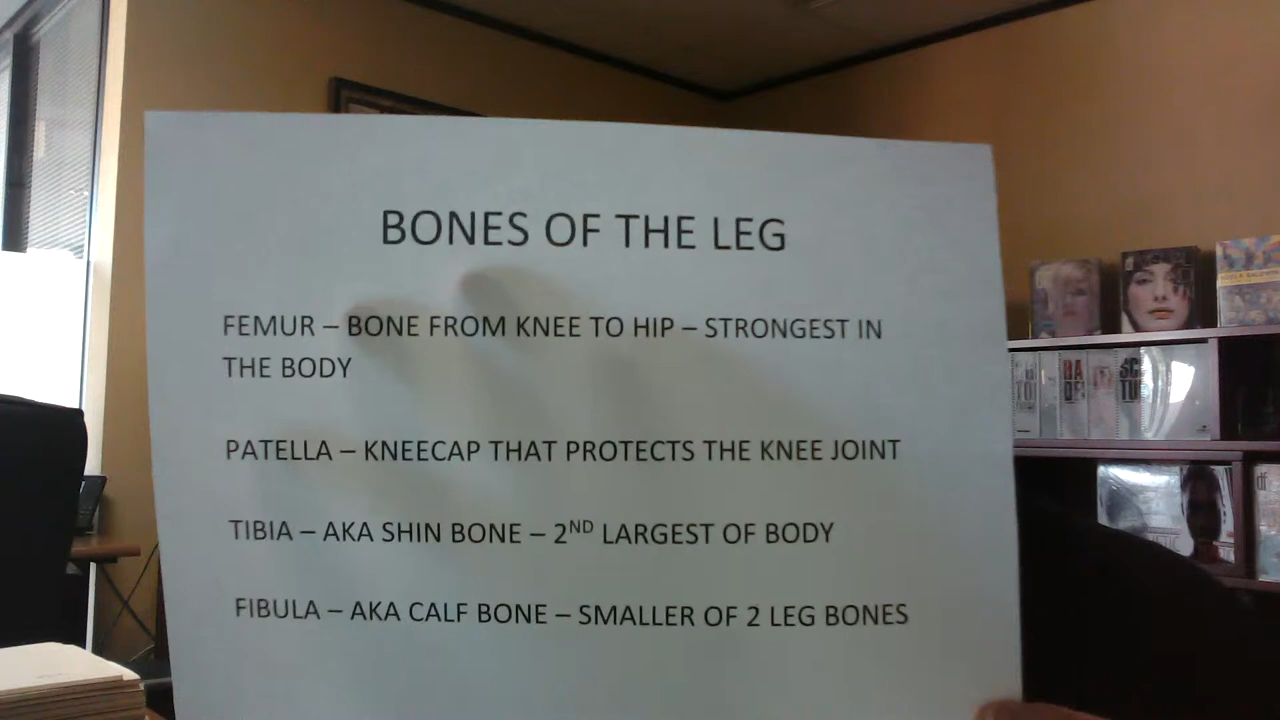 BONES OF THE LEG
FEMUR – BONE FROM KNEE TO HIP – STRONGEST IN
THE BODY
PATELLA – KNEECAP THAT PROTECTS THE KNEE JOINT
TIBIA – AKA SHIN BONE – 2ND LARGEST OF BODY
FIBULA – AKA CALF BONE – SMALLER OF 2 LEG BONES